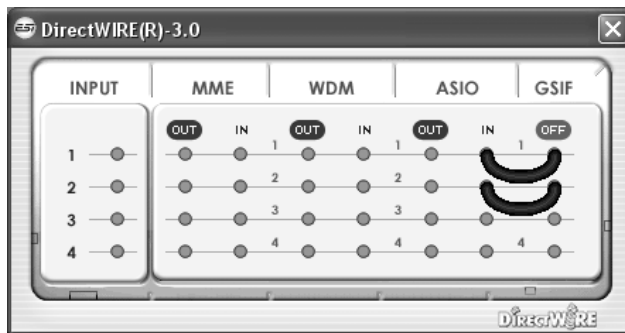 ESI DirectWIRE(R)-3.0
INPUT MME WDM ASIO GSIF
OUT IN OUT IN OUT IN OFF
1 1 1 1
2 2 2
3 3 3
4 4 4 4
DirectWIRE